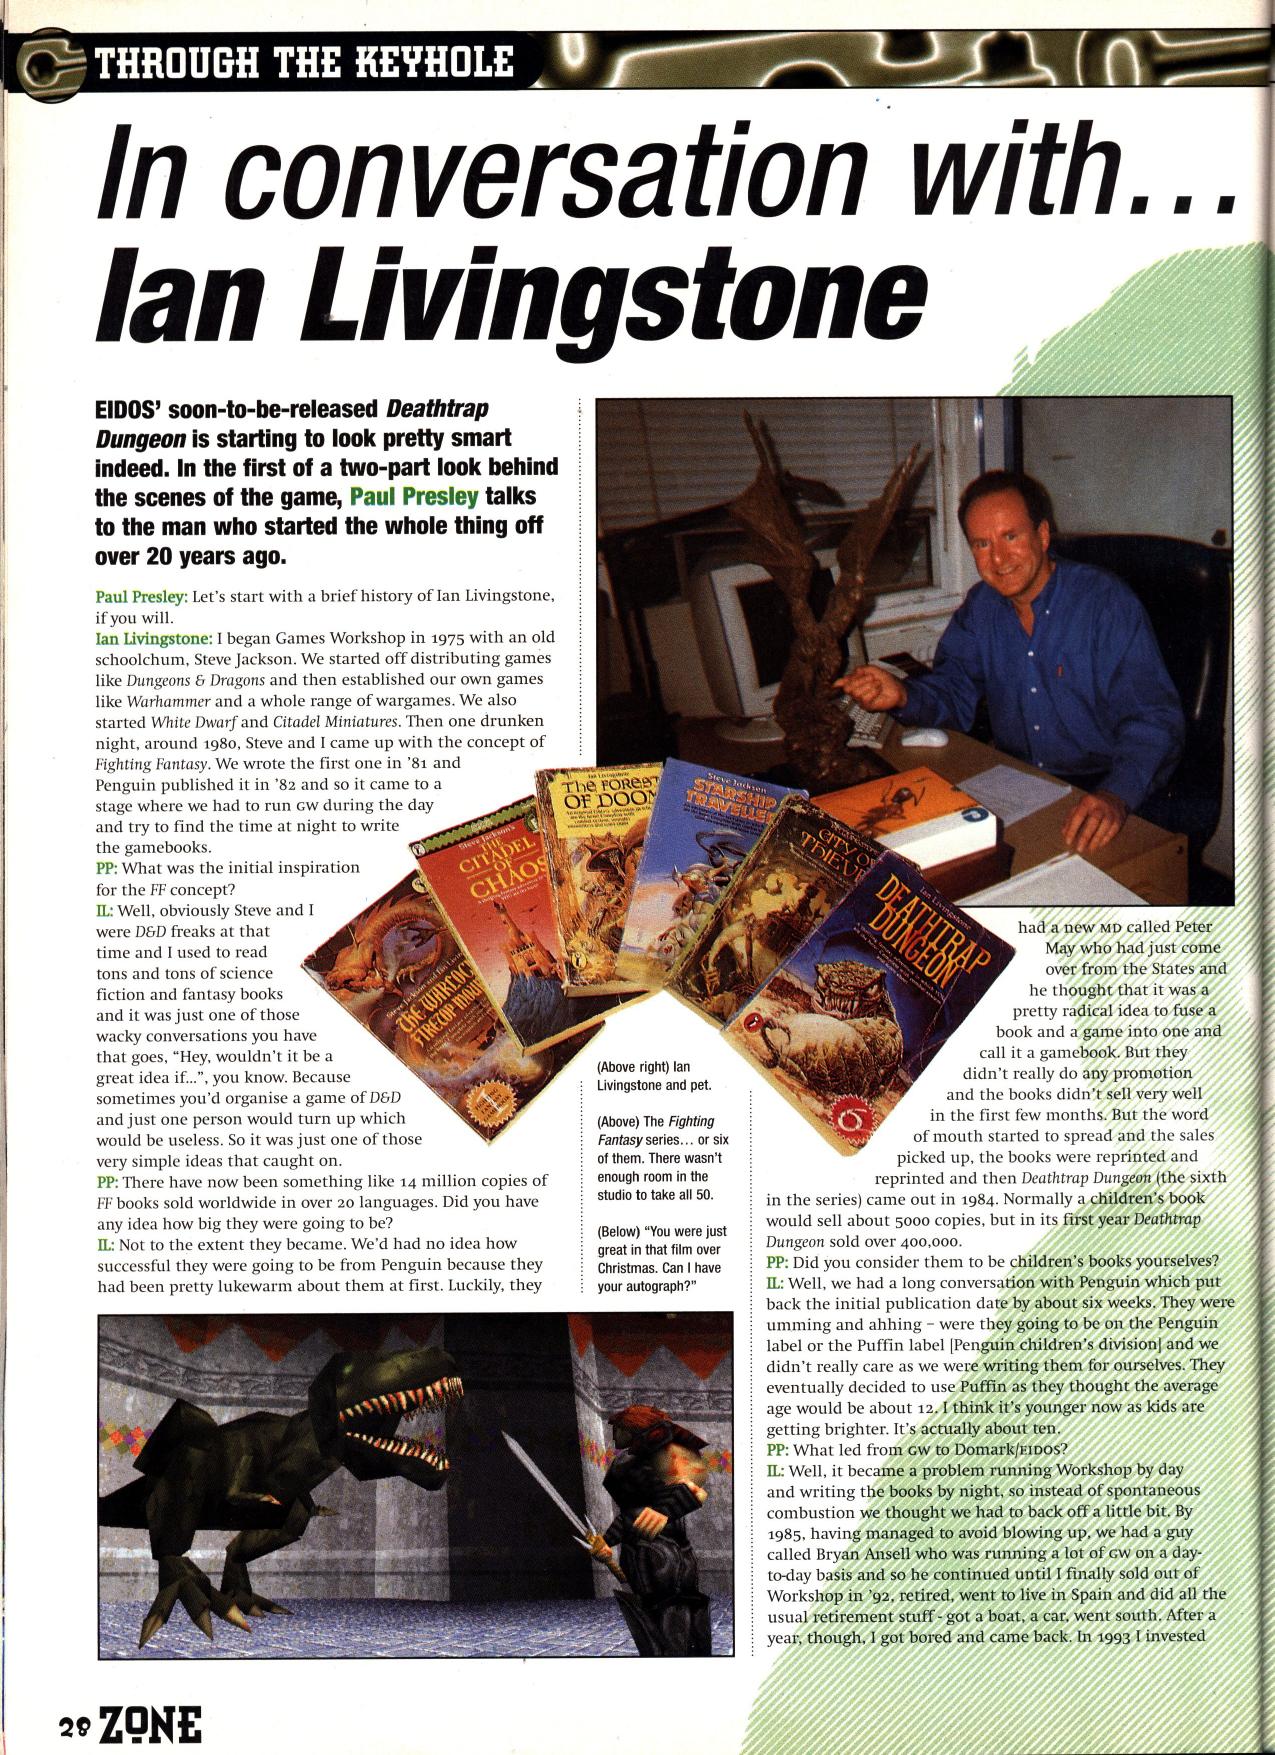 THROUGH THE KEYHOLE
In conversation with...
Ian Livingstone
EIDOS' soon-to-be-released Deathtrap
Dungeon is starting to look pretty smart
indeed. In the first of a two-part look behind
the scenes of the game, Paul Presley talks
to the man who started the whole thing off
over 20 years ago.
Paul Presley: Let's start with a brief history of Ian Livingstone,
if you will.
Ian Livingstone: I began Games Workshop in 1975 with an old
schoolchum, Steve Jackson. We started off distributing games
like Dungeons & Dragons and then established our own games
like Warhammer and a whole range of wargames. We also
started White Dwarf and Citadel Miniatures. Then one drunken
night, around 1980, Steve and I came up with the concept of
Fighting Fantasy. We wrote the first one in '81 and
Penguin published it in '82 and so it came to a
stage where we had to run GW during the day
and try to find the time at night to write
the gamebooks.
PP: What was the initial inspiration
for the FF concept?
IL: Well, obviously Steve and I
were D&D freaks at that
time and I used to read
tons and tons of science
fiction and fantasy books
and it was just one of those
wacky conversations you have
that goes, "Hey, wouldn't it be a
great idea if...", you know. Because
sometimes you'd organise a game of D&D
and just one person would turn up which
would be useless. So it was just one of those
very simple ideas that caught on.
PP: There have now been something like 14 million copies of
FF books sold worldwide in over 20 languages. Did you have
any idea how big they were going to be?
IL: Not to the extent they became. We'd had no idea how
successful they were going to be from Penguin because they
had been pretty lukewarm about them at first. Luckily, they
Steve Jackson and Ian Livingstone
THE WARLOCK
FIRETOP MOUN
1
Steve Jackson's
THE
CITADEL
OF
CHAOS
Ian Livingstone
THE FOREST
OF DOOM
Steve Jackson
STARSHIP
TRAVELLE
CITY OF
THIEVES
Ian Livingstone
DEATHTRAP
DUNGEON
6
(Above right) Ian
Livingstone and pet.
(Above) The Fighting
Fantasy series... or six
of them. There wasn't
enough room in the
studio to take all 50.
(Below) "You were just
great in that film over
Christmas. Can I have
your autograph?"
had a new MD called Peter
May who had just come
over from the States and
he thought that it was a
pretty radical idea to fuse a
book and a game into one and
call it a gamebook. But they
didn't really do any promotion
and the books didn't sell very well
in the first few months. But the word
of mouth started to spread and the sales
picked up, the books were reprinted and
reprinted and then Deathtrap Dungeon (the sixth
in the series) came out in 1984. Normally a children's book
would sell about 5000 copies, but in its first year Deathtrap
Dungeon sold over 400,000.
PP: Did you consider them to be children's books yourselves?
IL: Well, we had a long conversation with Penguin which put
back the initial publication date by about six weeks. They were
umming and ahhing – were they going to be on the Penguin
label or the Puffin label [Penguin children's division] and we
didn't really care as we were writing them for ourselves. They
eventually decided to use Puffin as they thought the average
age would be about 12. I think it's younger now as kids are
getting brighter. It's actually about ten.
PP: What led from GW to Domark/EIDOS?
IL: Well, it became a problem running Workshop by day
and writing the books by night, so instead of spontaneous
combustion we thought we had to back off a little bit. By
1985, having managed to avoid blowing up, we had a guy
called Bryan Ansell who was running a lot of GW on a day-
to-day basis and so he continued until I finally sold out of
Workshop in '92, retired, went to live in Spain and did all the
usual retirement stuff - got a boat, a car, went south. After a
year, though, I got bored and came back. In 1993 I invested
28 ZONE